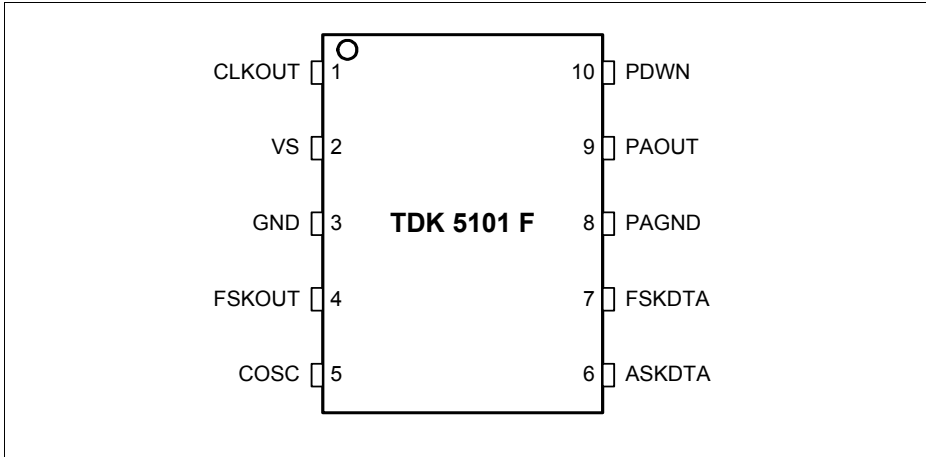 CLKOUT 1 10 PDWN
VS 2 9 PAOUT
GND 3 TDK 5101 F 8 PAGND
FSKOUT 4 7 FSKDTA
COSC 5 6 ASKDTA